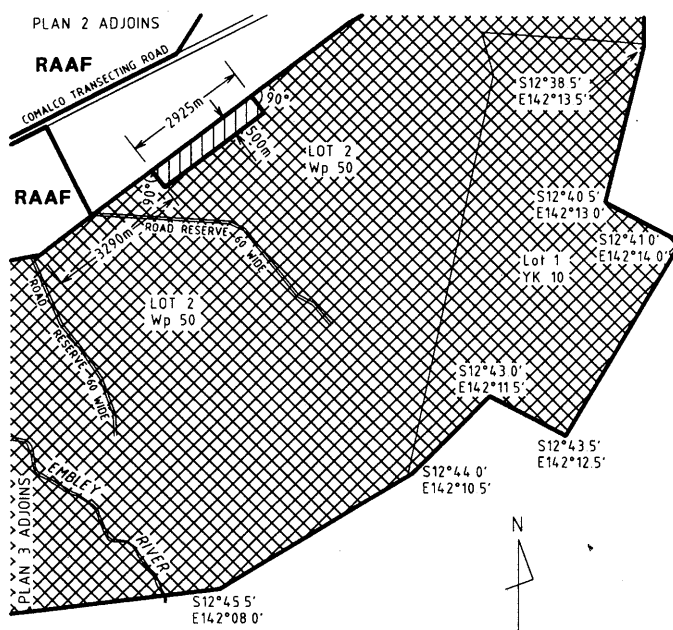 PLAN 2 ADJOINS
RAAF
COMALCO TRANSECTING ROAD
2925m
90°
500m
S12°38.5'
E142°13.5'
LOT 2
Wp 50
RAAF
90°
S12°40.5'
E142°13.0'
S12°41.0'
E142°14.0'
ROAD RESERVE 60 WIDE
3290m
Lot 1
YK 10
LOT 2
Wp 50
ROAD RESERVE 60 WIDE
S12°43.0'
E142°11.5'
S12°43.5'
E142°12.5'
S12°44.0'
E142°10.5'
EMBLEY RIVER
PLAN 3 ADJOINS
N
S12°45.5'
E142°08.0'